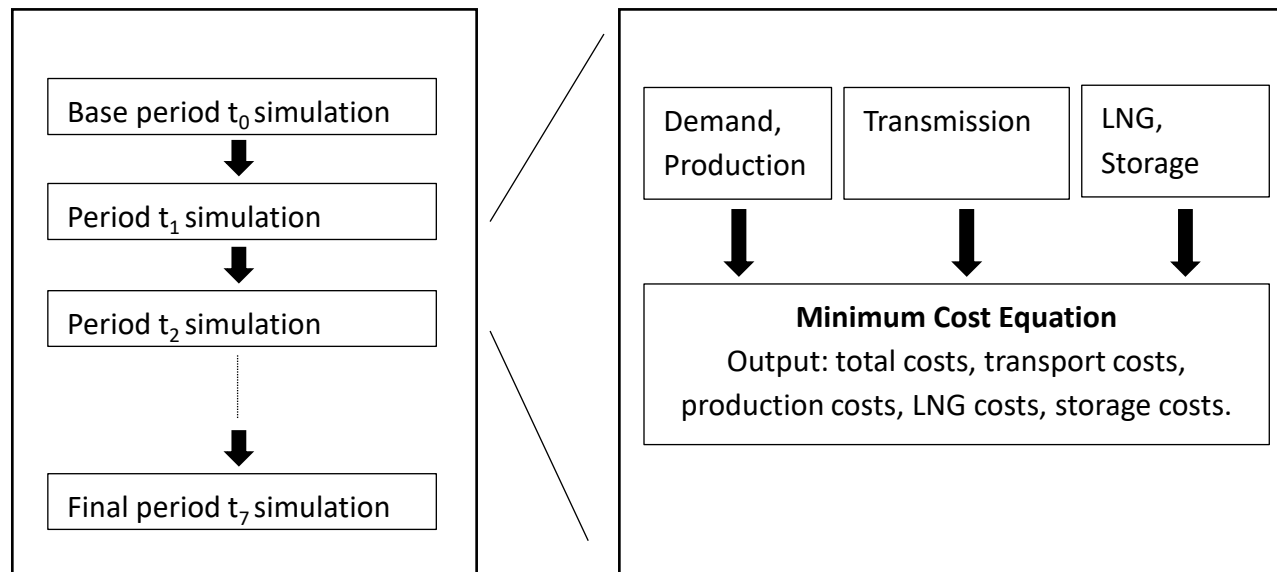 Base period t₀ simulation
Period t₁ simulation
Period t₂ simulation
Final period t₇ simulation
Demand,
Production
Transmission
LNG,
Storage
Minimum Cost Equation
Output: total costs, transport costs,
production costs, LNG costs, storage costs.